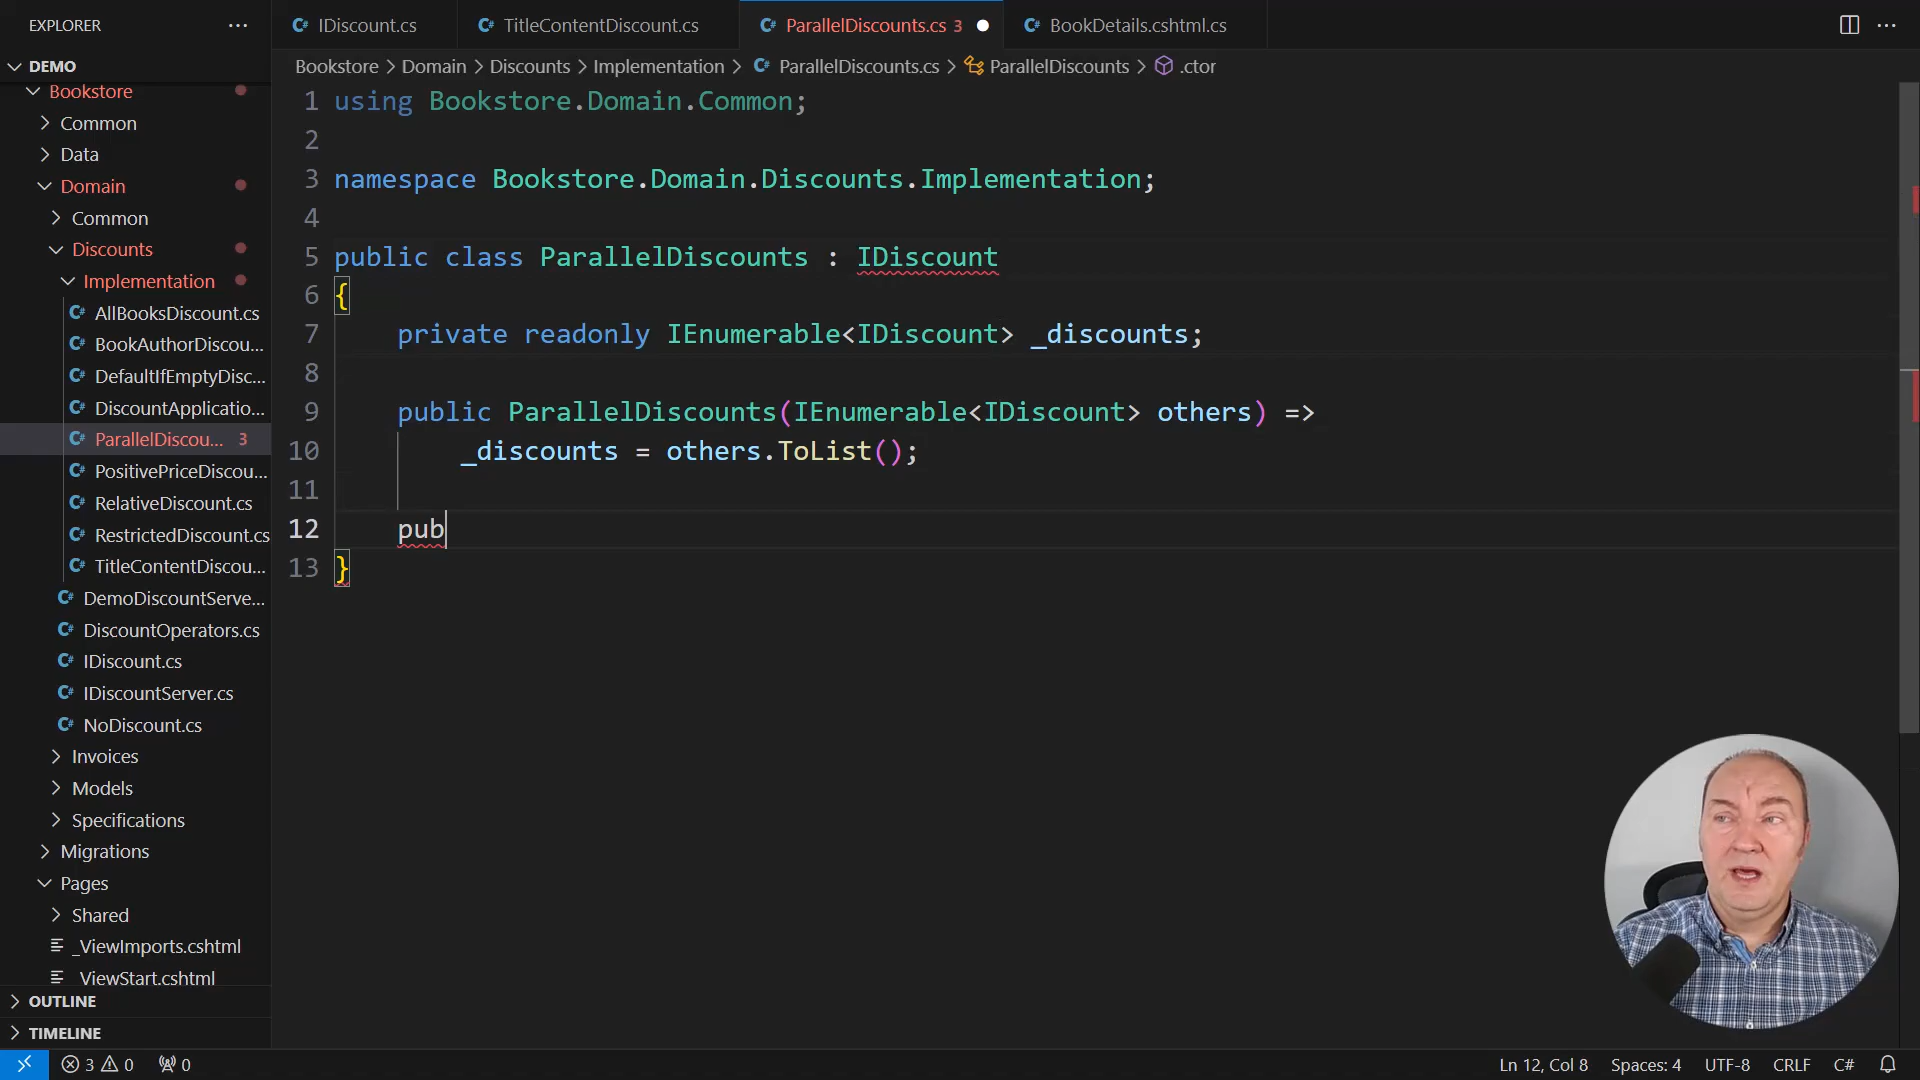 EXPLORER
DEMO
Bookstore
Common
Data
Domain
Common
Discounts
Implementation
AllBooksDiscount.cs
BookAuthorDiscou...
DefaultIfEmptyDisc...
DiscountApplicatio...
ParallelDiscou... 3
PositivePriceDiscou...
RelativeDiscount.cs
RestrictedDiscount.cs
TitleContentDiscou...
DemoDiscountServe...
DiscountOperators.cs
IDiscount.cs
IDiscountServer.cs
NoDiscount.cs
Invoices
Models
Specifications
Migrations
Pages
Shared
_ViewImports.cshtml
_ViewStart.cshtml
OUTLINE
TIMELINE
IDiscount.cs TitleContentDiscount.cs ParallelDiscounts.cs 3 BookDetails.cshtml.cs
Bookstore > Domain > Discounts > Implementation > ParallelDiscounts.cs > ParallelDiscounts > .ctor
1 using Bookstore.Domain.Common;
2
3 namespace Bookstore.Domain.Discounts.Implementation;
4
5 public class ParallelDiscounts : IDiscount
6 {
7 private readonly IEnumerable<IDiscount> _discounts;
8
9 public ParallelDiscounts(IEnumerable<IDiscount> others) =>
10 _discounts = others.ToList();
11
12 pub
13 }
3 0 0 Ln 12, Col 8 Spaces: 4 UTF-8 CRLF C#